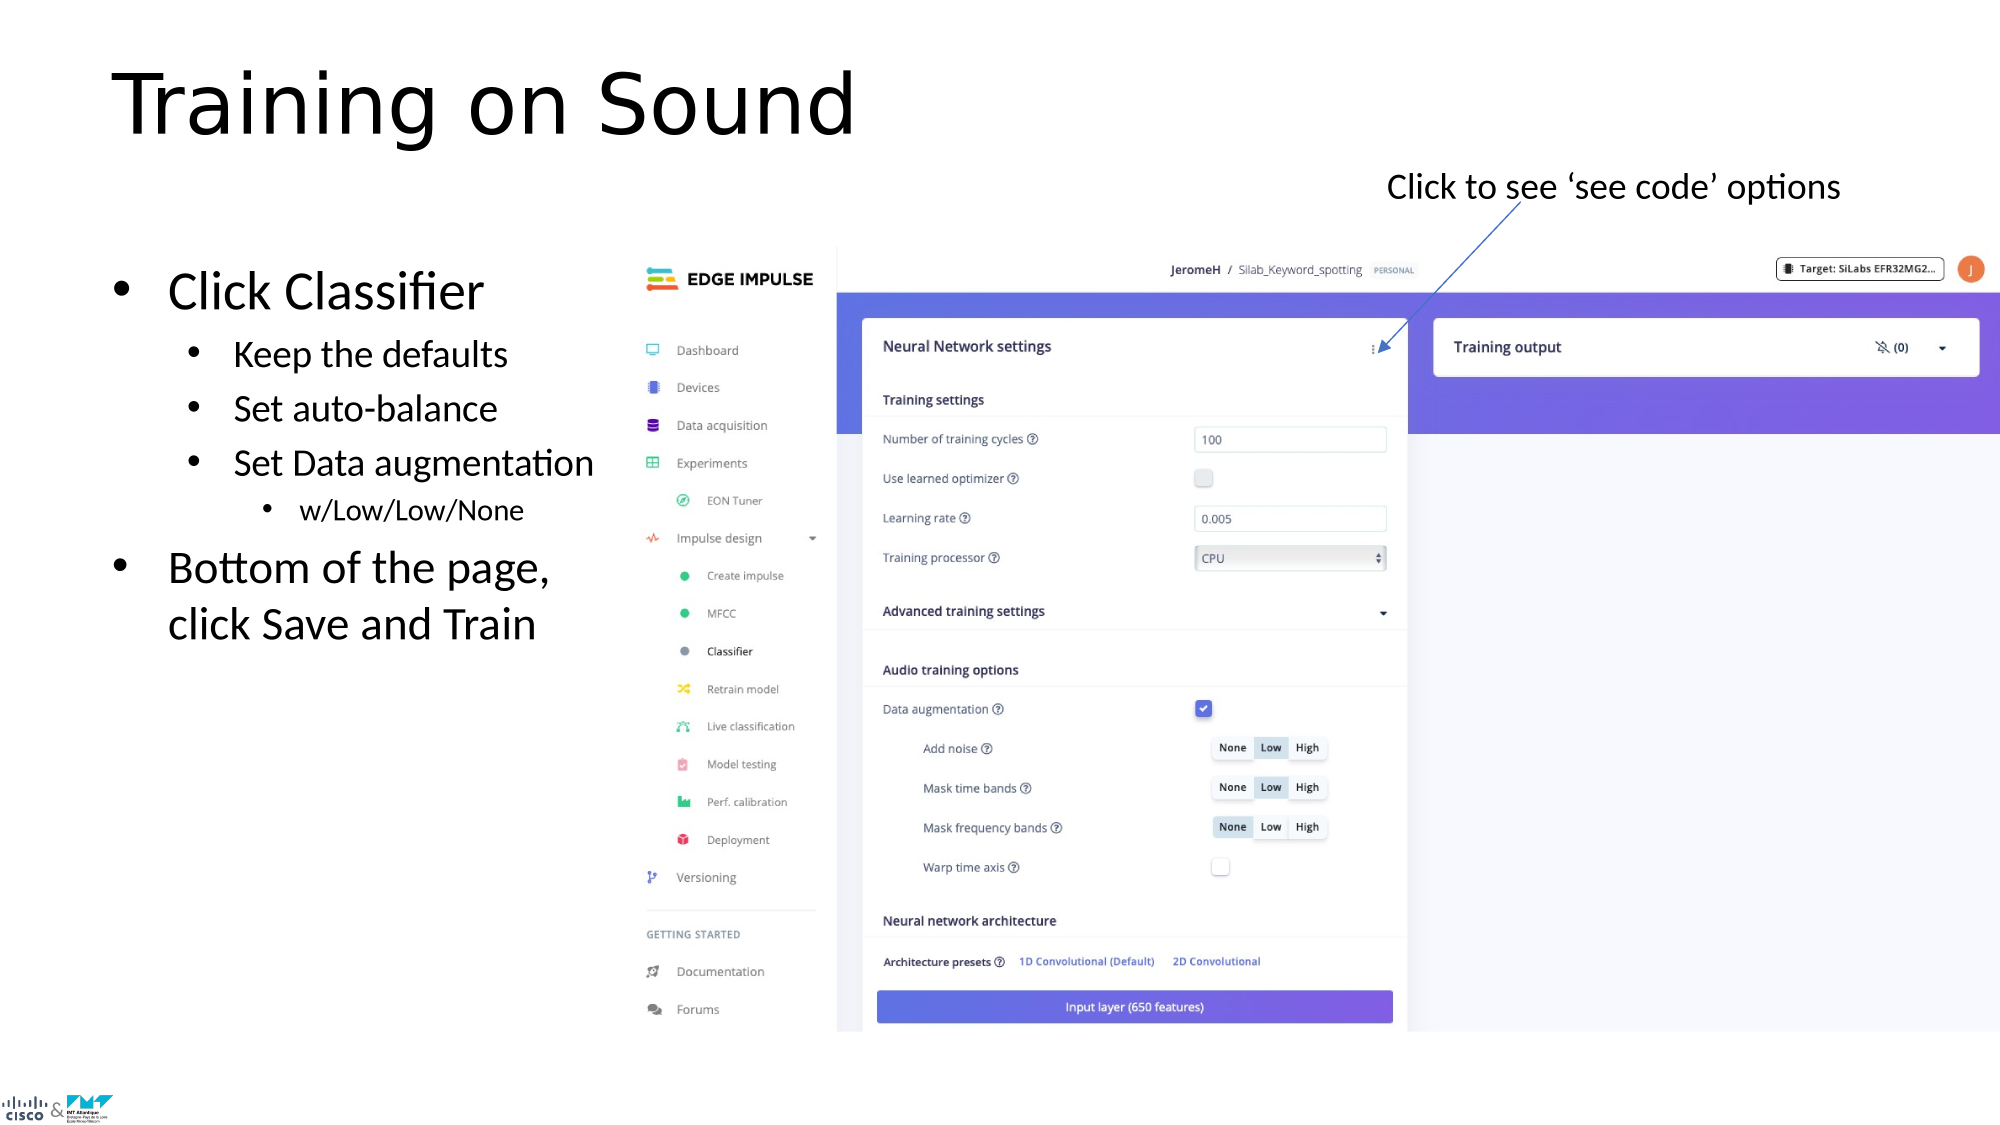 Training on Sound
Click to see ‘see code’ options
• Click Classifier
• Keep the defaults
• Set auto-balance
• Set Data augmentation
• w/Low/Low/None
• Bottom of the page,
click Save and Train
EDGE IMPULSE
Dashboard
Devices
Data acquisition
Experiments
EON Tuner
Impulse design
Create impulse
MFCC
Classifier
Retrain model
Live classification
Model testing
Perf. calibration
Deployment
Versioning
GETTING STARTED
Documentation
Forums
JeromeH / Silab_Keyword_spotting PERSONAL
Target: SiLabs EFR32MG2...
J
Neural Network settings
Training settings
Number of training cycles 100
Use learned optimizer
Learning rate 0.005
Training processor CPU
Advanced training settings
Audio training options
Data augmentation
Add noise None Low High
Mask time bands None Low High
Mask frequency bands None Low High
Warp time axis
Neural network architecture
Architecture presets 1D Convolutional (Default) 2D Convolutional
Input layer (650 features)
Training output (0)
CISCO & IMT Atlantique